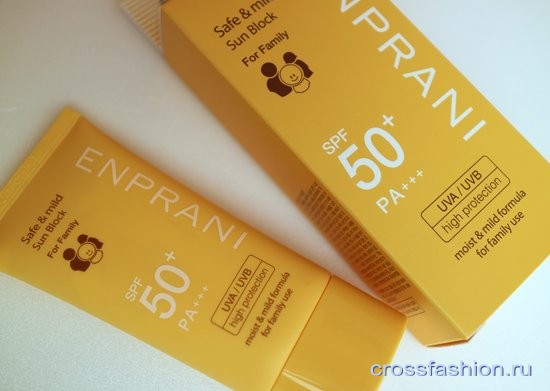 Safe & mild
Sun Block
For Family
ENPRANI
SPF
50+
PA+++
UVA / UVB
high protection
moist & mild formula
for family use
Safe & mild
Sun Block
For Family
ENPRANI
SPF
50+
PA+++
UVA / UVB
high protection
moist & mild formula
for family use
crossfashion.ru